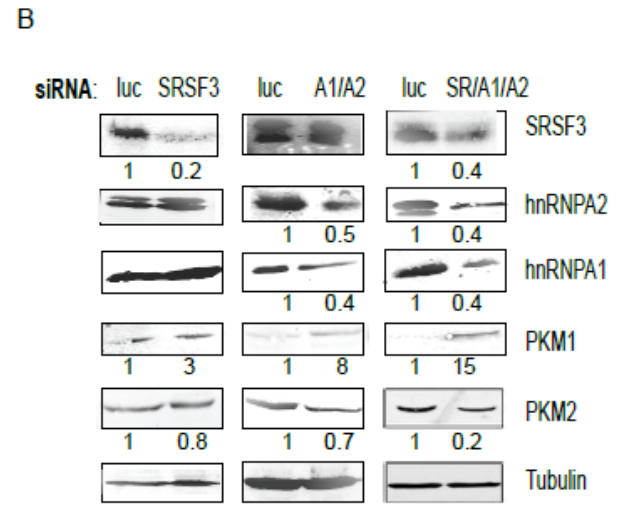 B
siRNA: luc SRSF3 luc A1/A2 luc SR/A1/A2
SRSF3
1 0.2 1 0.4
hnRNPA2
1 0.5 1 0.4
hnRNPA1
1 0.4 1 0.4
PKM1
1 3 1 8 1 15
PKM2
1 0.8 1 0.7 1 0.2
Tubulin